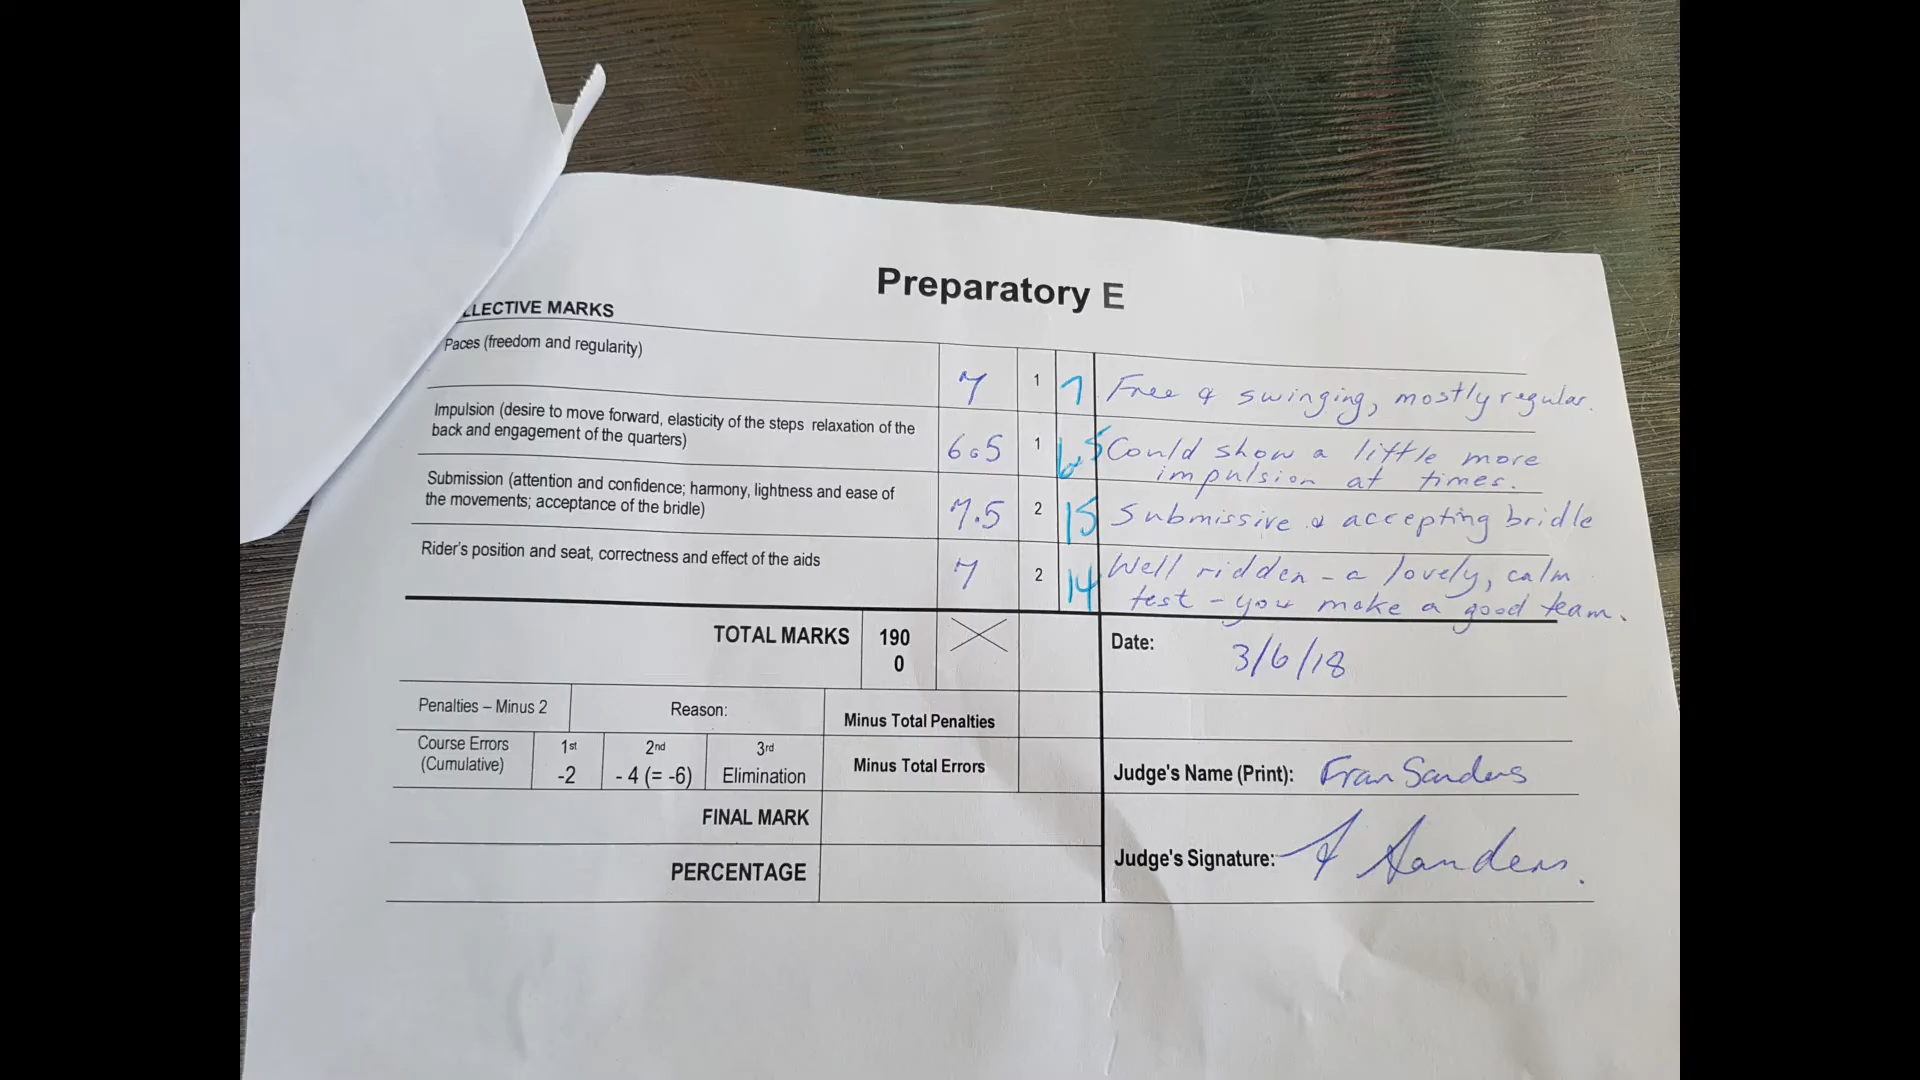 Preparatory E
LLECTIVE MARKS
Paces (freedom and regularity)
7 1 7 Free & swinging, mostly regular.
Impulsion (desire to move forward, elasticity of the steps relaxation of the
back and engagement of the quarters)
6.5 1 6.5 Could show a little more
impulsion at times.
Submission (attention and confidence; harmony, lightness and ease of
the movements; acceptance of the bridle)
7.5 2 15 Submissive & accepting bridle
Rider's position and seat, correctness and effect of the aids
7 2 14 Well ridden - a lovely, calm
test - you make a good team.
TOTAL MARKS 190
0
Date: 3/6/18
Penalties – Minus 2 Reason: Minus Total Penalties
Course Errors 1st 2nd 3rd
(Cumulative) -2 - 4 (= -6) Elimination Minus Total Errors
Judge's Name (Print): Fran Sanders
FINAL MARK
Judge's Signature: F Sanders.
PERCENTAGE